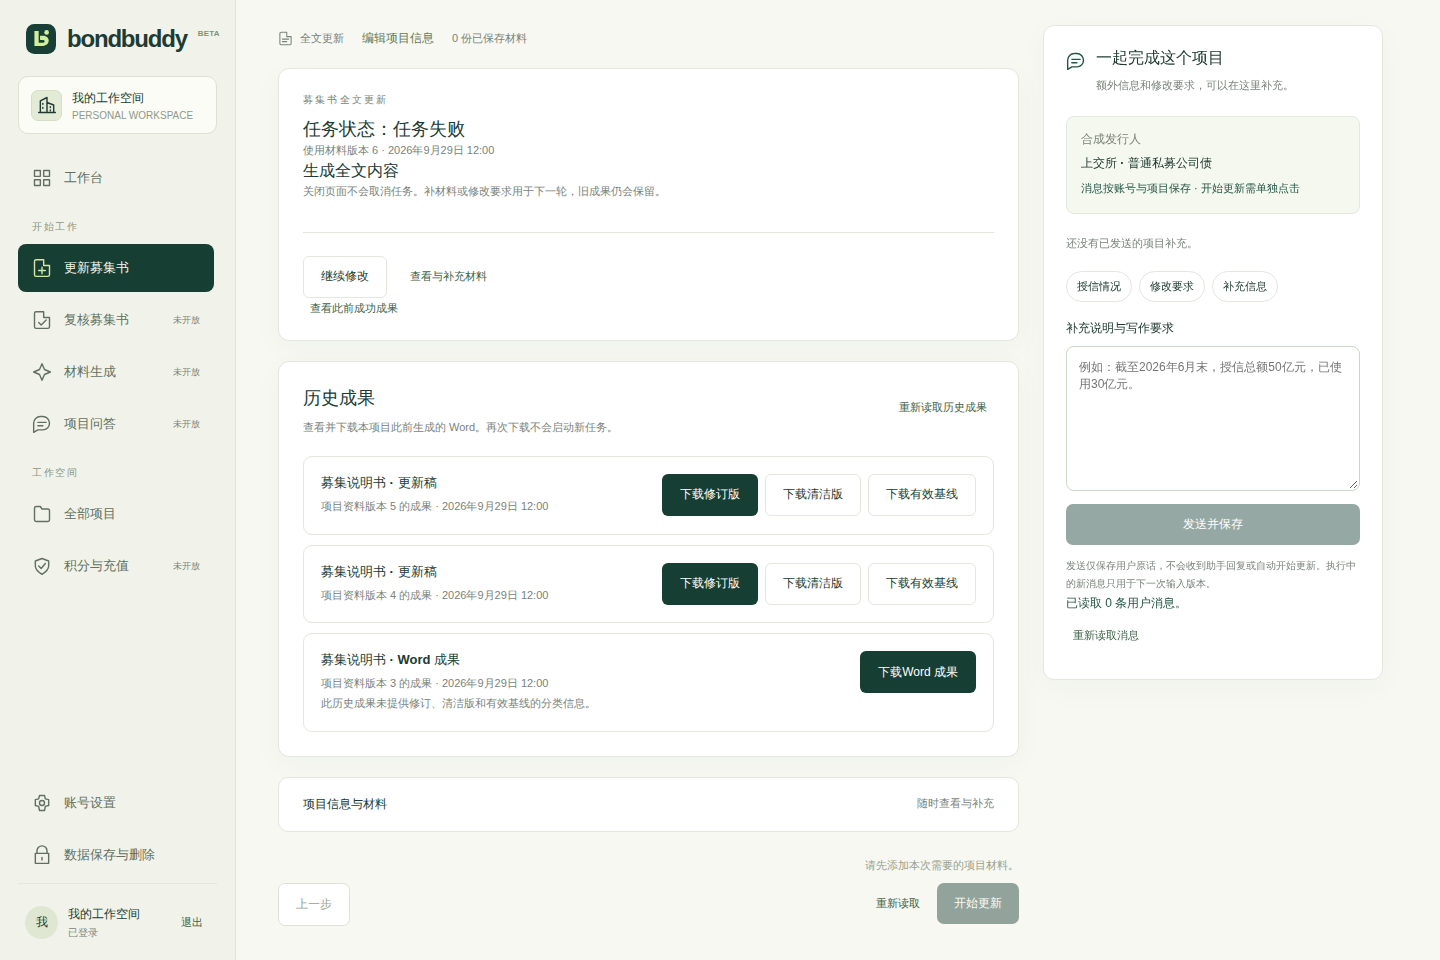 bondbuddy BETA
我的工作空间
PERSONAL WORKSPACE
工作台
开始工作
更新募集书
复核募集书 未开放
材料生成 未开放
项目问答 未开放
工作空间
全部项目
积分与充值 未开放
账号设置
数据保存与删除
我 我的工作空间
已登录
退出
全文更新 编辑项目信息 0 份已保存材料
募集书全文更新
任务状态：任务失败
使用材料版本 6 · 2026年9月29日 12:00
生成全文内容
关闭页面不会取消任务。补材料或修改要求用于下一轮，旧成果仍会保留。
继续修改 查看与补充材料
查看此前成功成果
历史成果
查看并下载本项目此前生成的 Word。再次下载不会启动新任务。
重新读取历史成果
募集说明书 · 更新稿
项目资料版本 5 的成果 · 2026年9月29日 12:00
下载修订版 下载清洁版 下载有效基线
募集说明书 · 更新稿
项目资料版本 4 的成果 · 2026年9月29日 12:00
下载修订版 下载清洁版 下载有效基线
募集说明书 · Word 成果
项目资料版本 3 的成果 · 2026年9月29日 12:00
此历史成果未提供修订、清洁版和有效基线的分类信息。
下载Word 成果
项目信息与材料 随时查看与补充
请先添加本次需要的项目材料。
上一步 重新读取 开始更新
一起完成这个项目
额外信息和修改要求，可以在这里补充。
合成发行人
上交所 · 普通私募公司债
消息按账号与项目保存 · 开始更新需单独点击
还没有已发送的项目补充。
授信情况 修改要求 补充信息
补充说明与写作要求
例如：截至2026年6月末，授信总额50亿元，已使
用30亿元。
发送并保存
发送仅保存用户原话，不会收到助手回复或自动开始更新。执行中
的新消息只用于下一次输入版本。
已读取 0 条用户消息。
重新读取消息